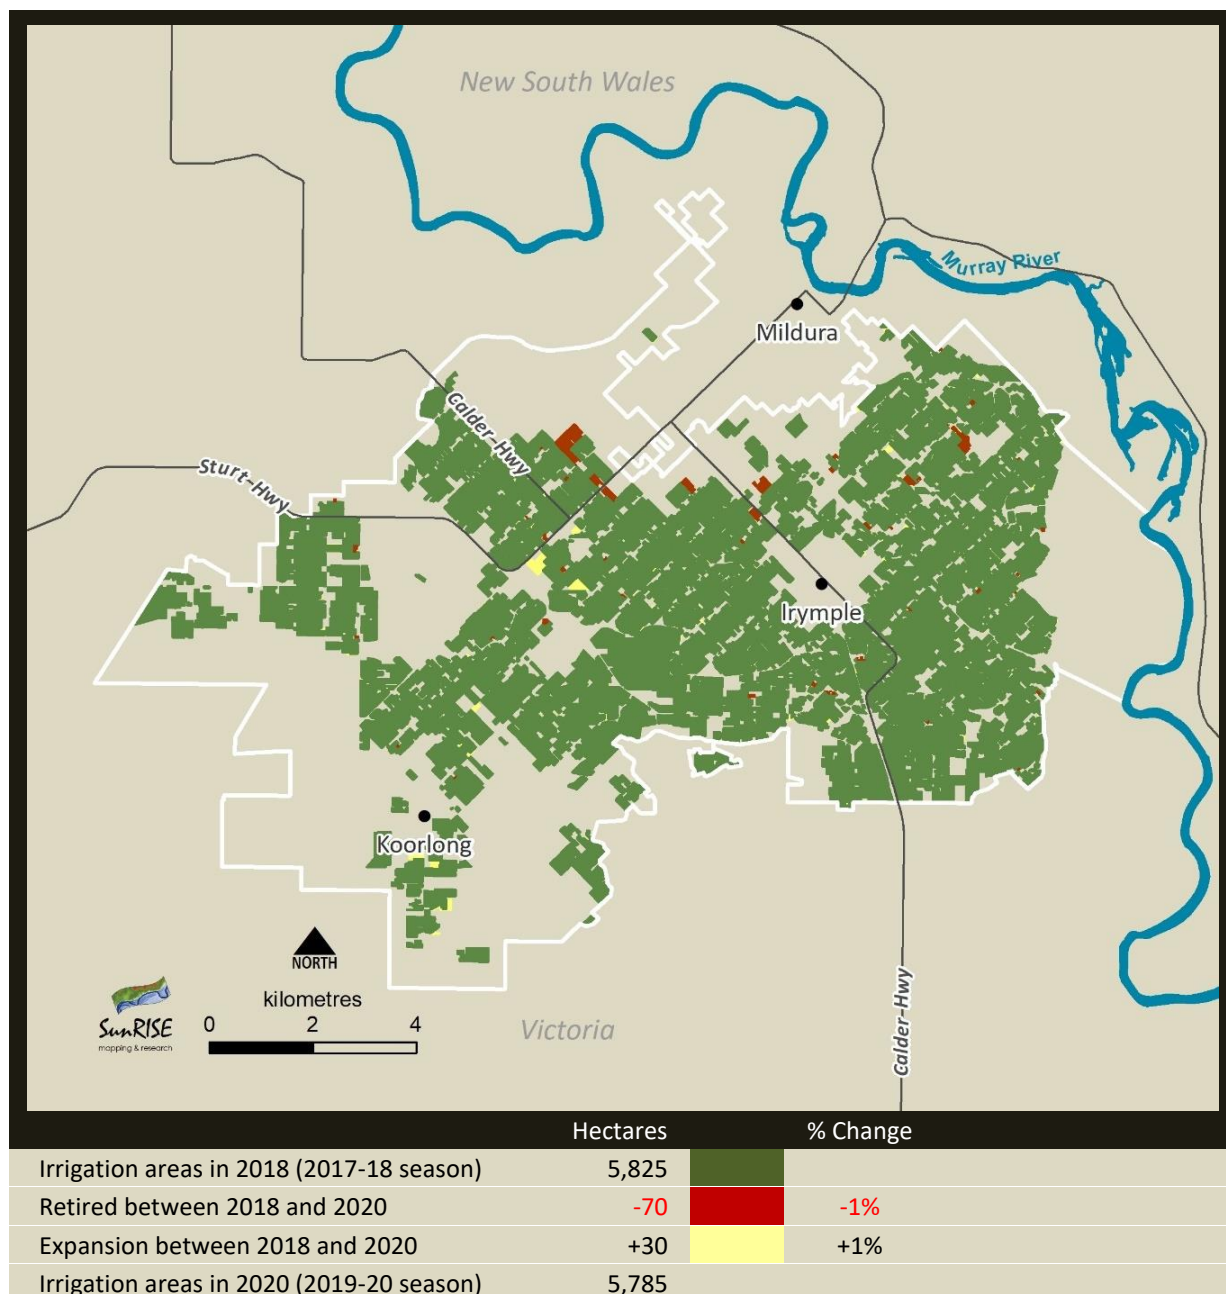 New South Wales
Murray River
Mildura
Calder-Hwy
Sturt-Hwy
Irymple
Koorlong
NORTH
kilometres
0 2 4
SunRISE
mapping & research
Victoria
Calder-Hwy
Hectares % Change
Irrigation areas in 2018 (2017-18 season) 5,825
Retired between 2018 and 2020 -70 -1%
Expansion between 2018 and 2020 +30 +1%
Irrigation areas in 2020 (2019-20 season) 5,785